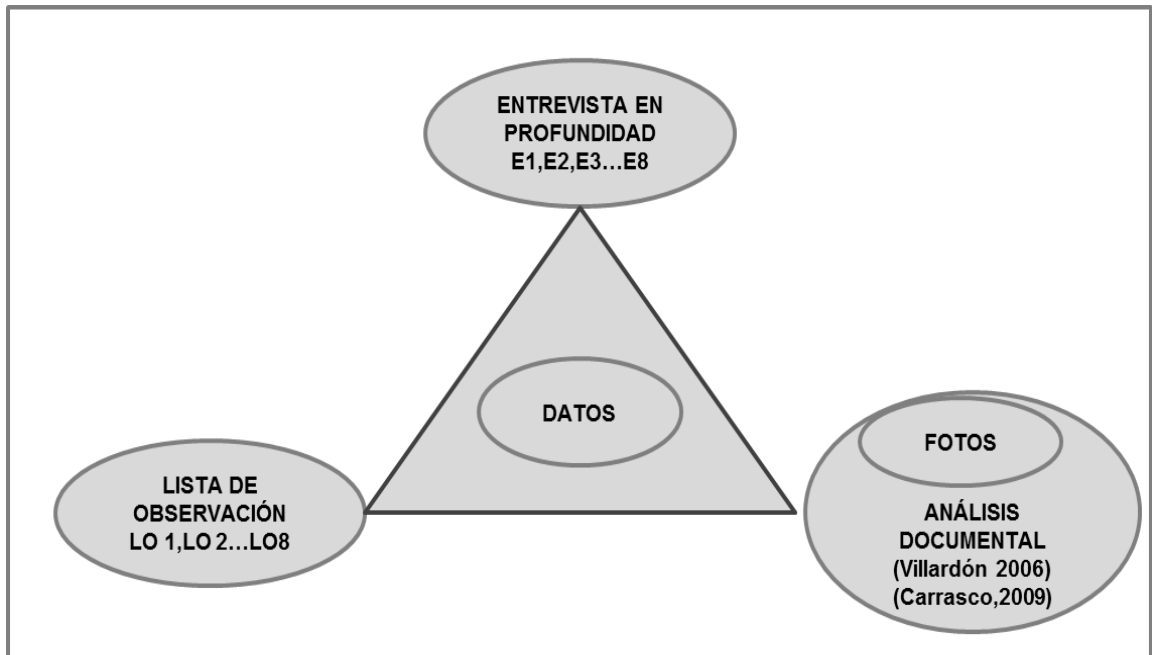 ENTREVISTA EN
PROFUNDIDAD
E1,E2,E3...E8
DATOS
LISTA DE
OBSERVACIÓN
LO 1,LO 2...LO8
FOTOS
ANÁLISIS
DOCUMENTAL
(Villardón 2006)
(Carrasco,2009)